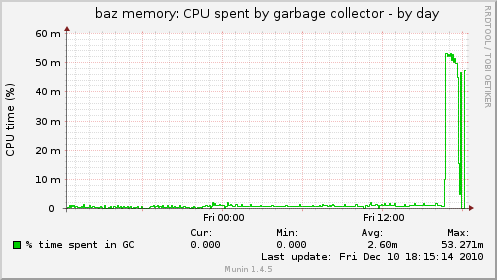 baz memory: CPU spent by garbage collector - by day
RRDTOOL / TOBI OETIKER
CPU time (%)
60 m
50 m
40 m
30 m
20 m
10 m
0
Fri 00:00 Fri 12:00
Cur: Min: Avg: Max:
% time spent in GC 0.000 0.000 2.60m 53.271m
Last update: Fri Dec 10 18:15:14 2010
Munin 1.4.5